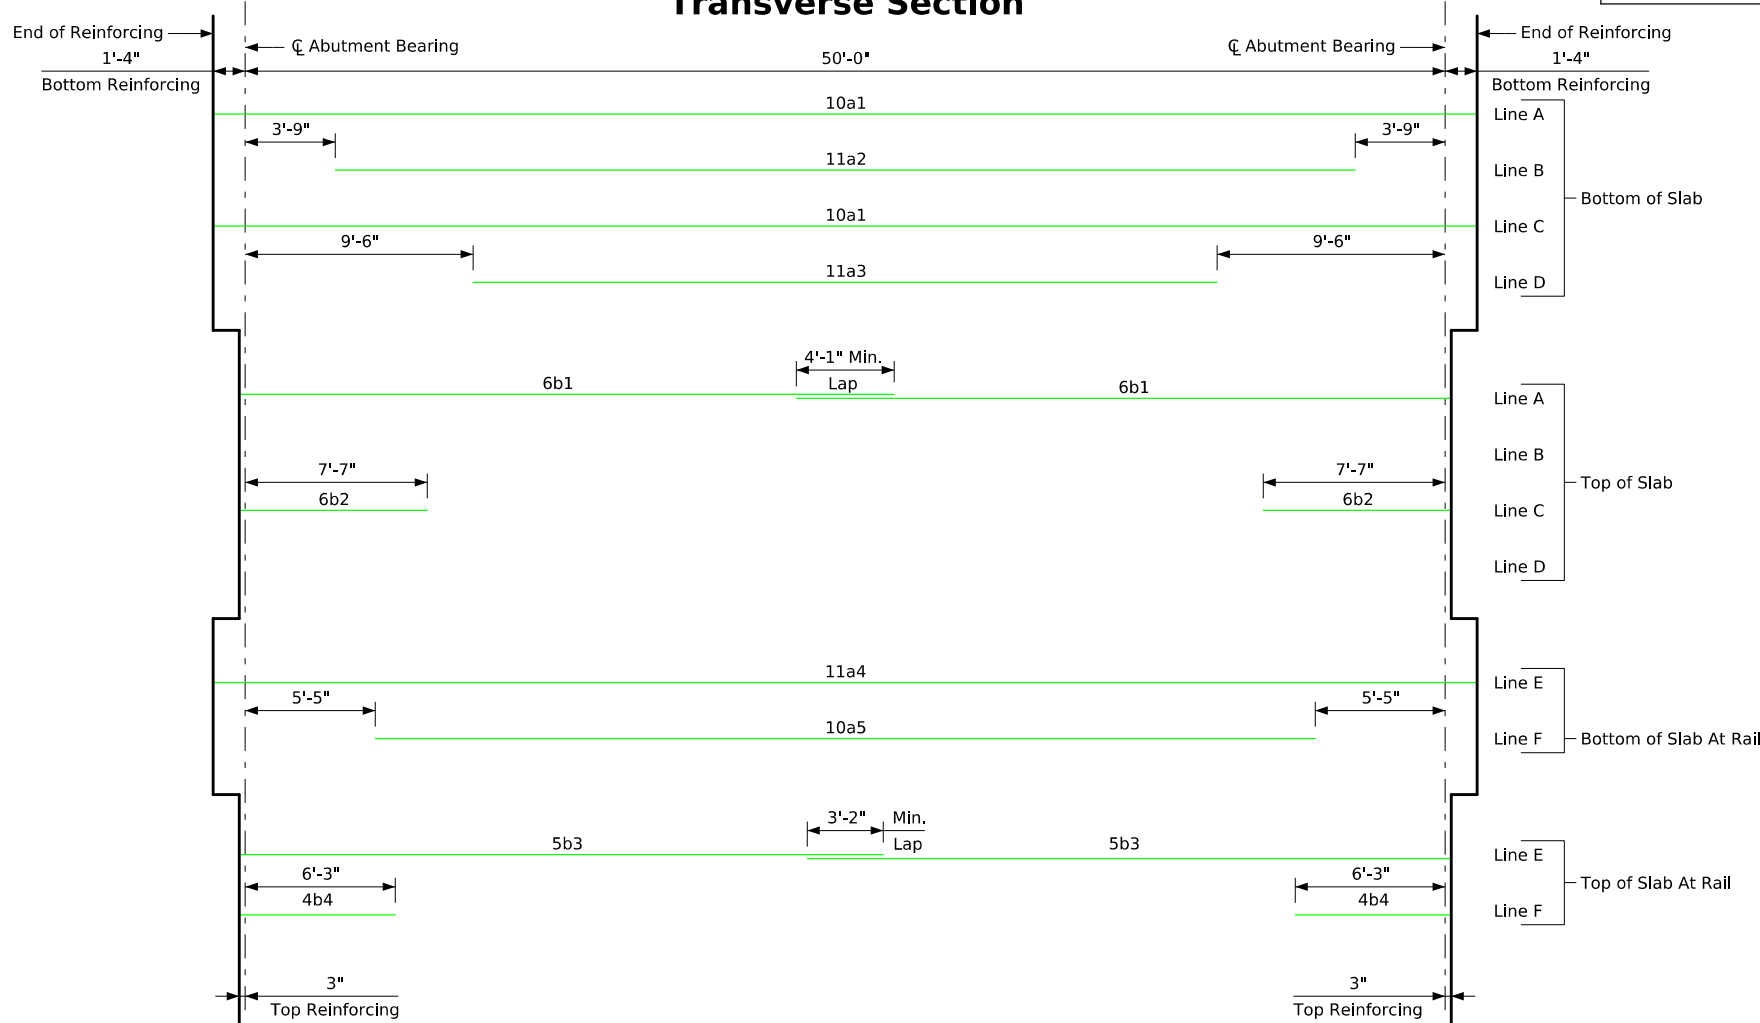 Transverse Section
End of Reinforcing
℄ Abutment Bearing
℄ Abutment Bearing
End of Reinforcing
1'-4"
50'-0"
1'-4"
Bottom Reinforcing
Bottom Reinforcing
10a1
Line A
3'-9"
3'-9"
11a2
Line B
Bottom of Slab
10a1
Line C
9'-6"
9'-6"
11a3
Line D
4'-1" Min.
Lap
6b1
6b1
Line A
Line B
7'-7"
7'-7"
Top of Slab
6b2
6b2
Line C
Line D
11a4
Line E
5'-5"
5'-5"
10a5
Line F
Bottom of Slab At Rail
3'-2" Min.
Lap
5b3
5b3
Line E
6'-3"
6'-3"
Top of Slab At Rail
4b4
4b4
Line F
3"
3"
Top Reinforcing
Top Reinforcing